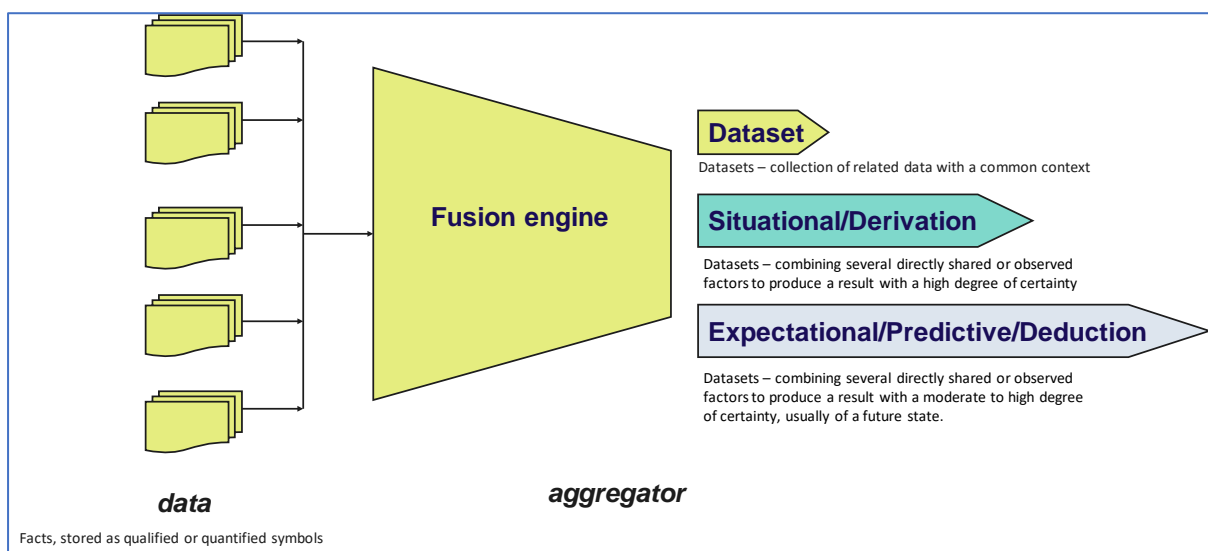 Fusion engine
Dataset
Datasets – collection of related data with a common context
Situational/Derivation
Datasets – combining several directly shared or observed
factors to produce a result with a high degree of certainty
Expectational/Predictive/Deduction
Datasets – combining several directly shared or observed
factors to produce a result with a moderate to high degree
of certainty, usually of a future state.
data
aggregator
Facts, stored as qualified or quantified symbols